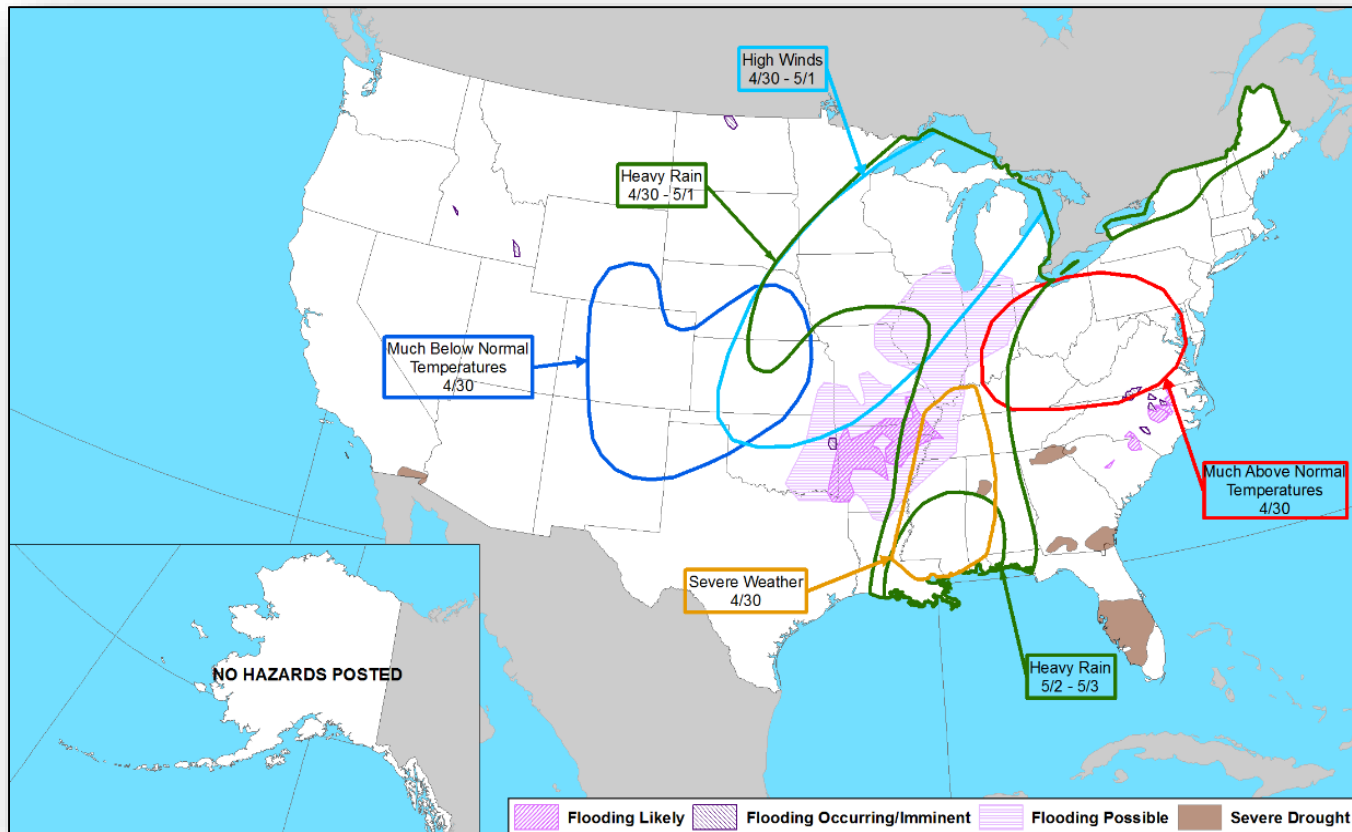 High Winds
4/30 - 5/1
Heavy Rain
4/30 - 5/1
Much Below Normal
Temperatures
4/30
Much Above Normal
Temperatures
4/30
Severe Weather
4/30
Heavy Rain
5/2 - 5/3
NO HAZARDS POSTED
Flooding Likely
Flooding Occurring/Imminent
Flooding Possible
Severe Drought